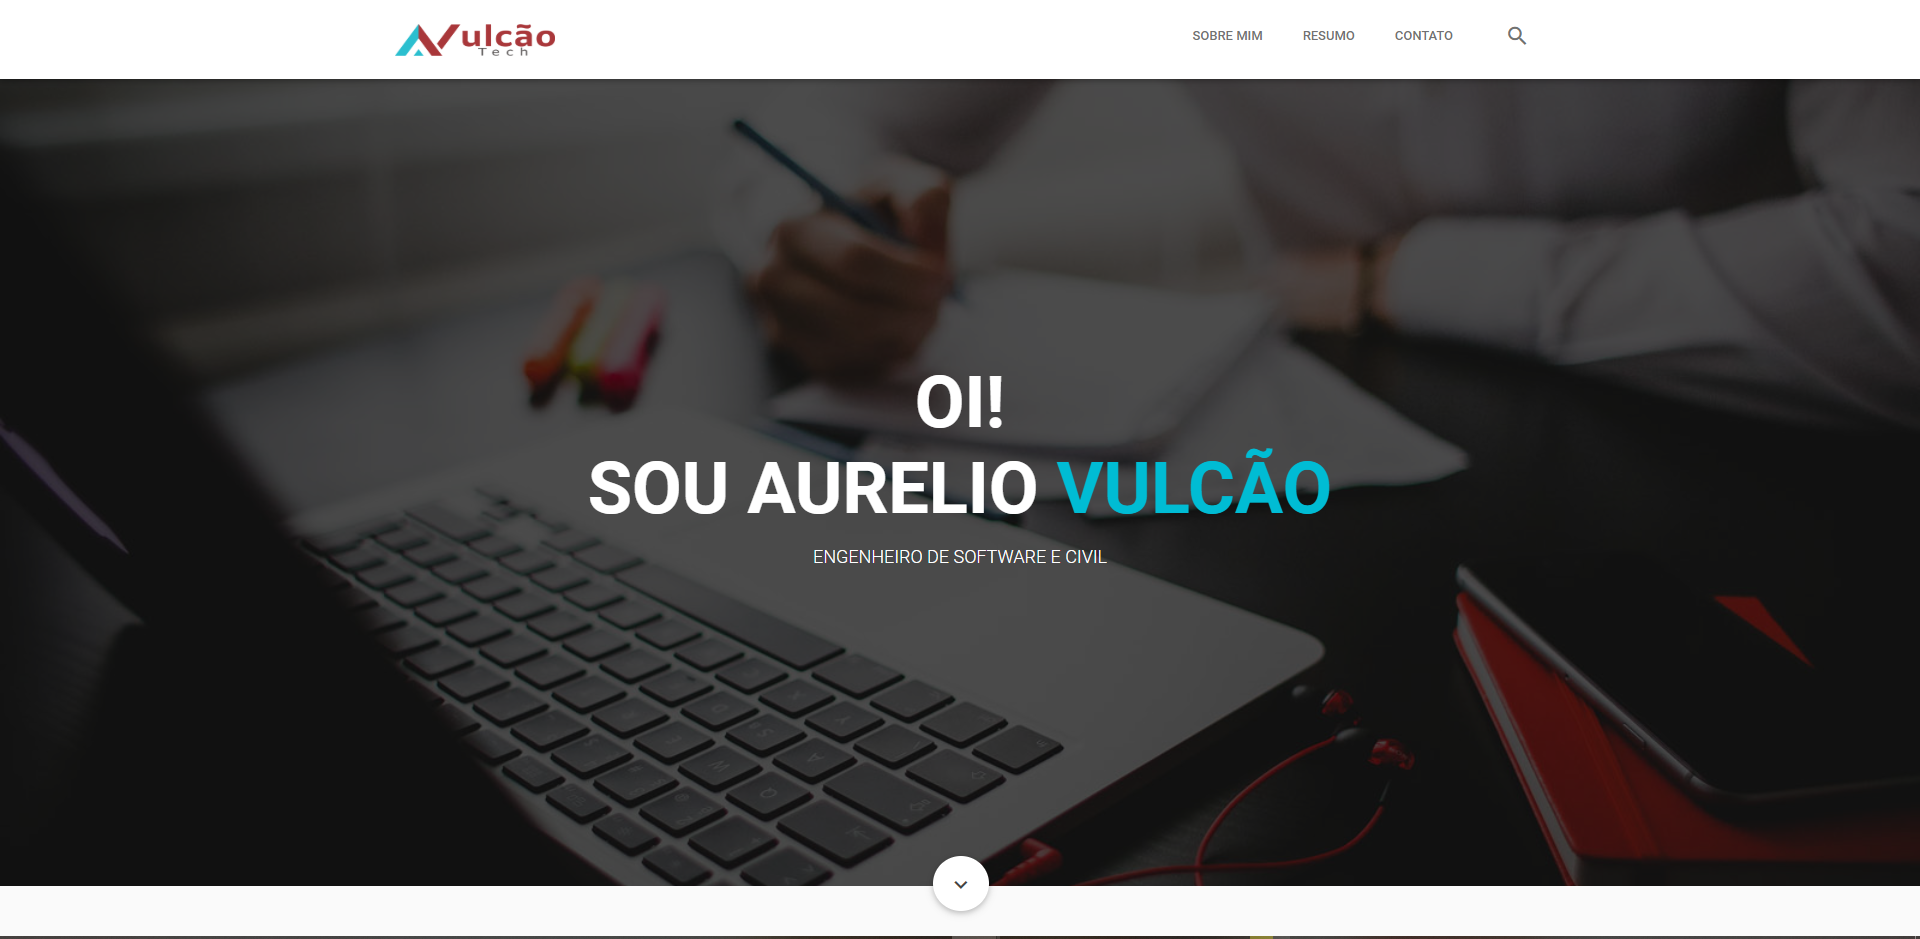 Vulcão
Tech
SOBRE MIM
RESUMO
CONTATO
OI!
SOU AURELIO VULCÃO
ENGENHEIRO DE SOFTWARE E CIVIL